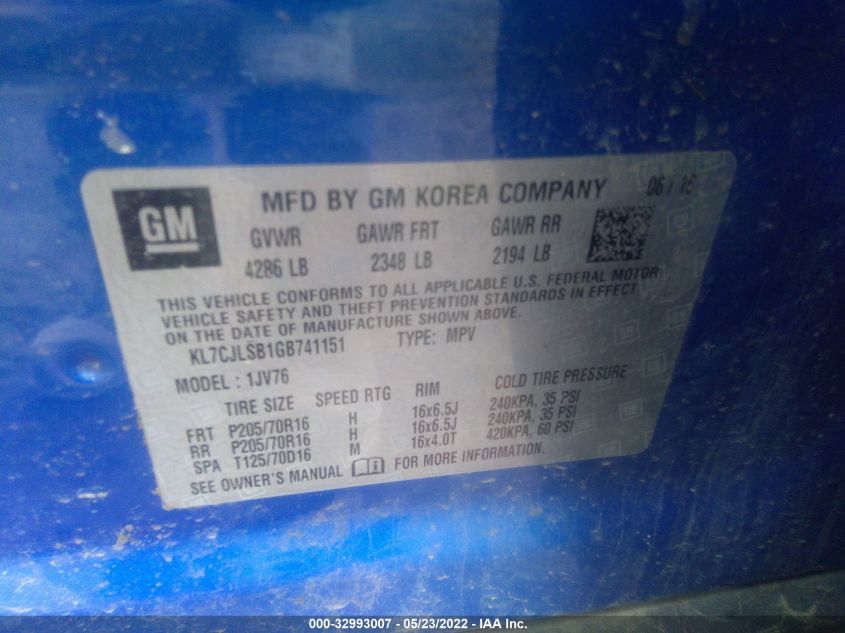 GM
MFD BY GM KOREA COMPANY 06 / 16
GVWR GAWR FRT GAWR RR
4286 LB 2348 LB 2194 LB
THIS VEHICLE CONFORMS TO ALL APPLICABLE U.S. FEDERAL MOTOR
VEHICLE SAFETY AND THEFT PREVENTION STANDARDS IN EFFECT
ON THE DATE OF MANUFACTURE SHOWN ABOVE.
KL7CJLSB1GB741151 TYPE: MPV
MODEL : 1JV76
TIRE SIZE SPEED RTG RIM COLD TIRE PRESSURE
FRT P205/70R16 H 16x6.5J 240KPA, 35 PSI
RR P205/70R16 H 16x6.5J 240KPA, 35 PSI
SPA T125/70D16 M 16x4.0T 420KPA, 60 PSI
SEE OWNER'S MANUAL FOR MORE INFORMATION.
000-32993007 - 05/23/2022 - IAA Inc.